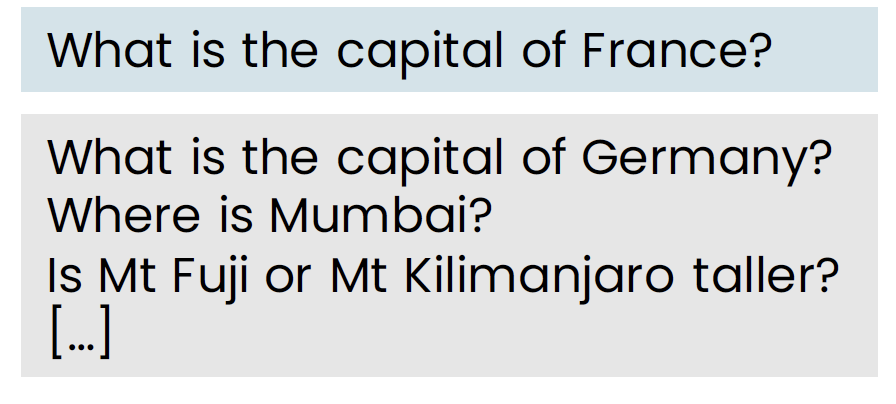 What is the capital of France?
What is the capital of Germany?
Where is Mumbai?
Is Mt Fuji or Mt Kilimanjaro taller?
[...]